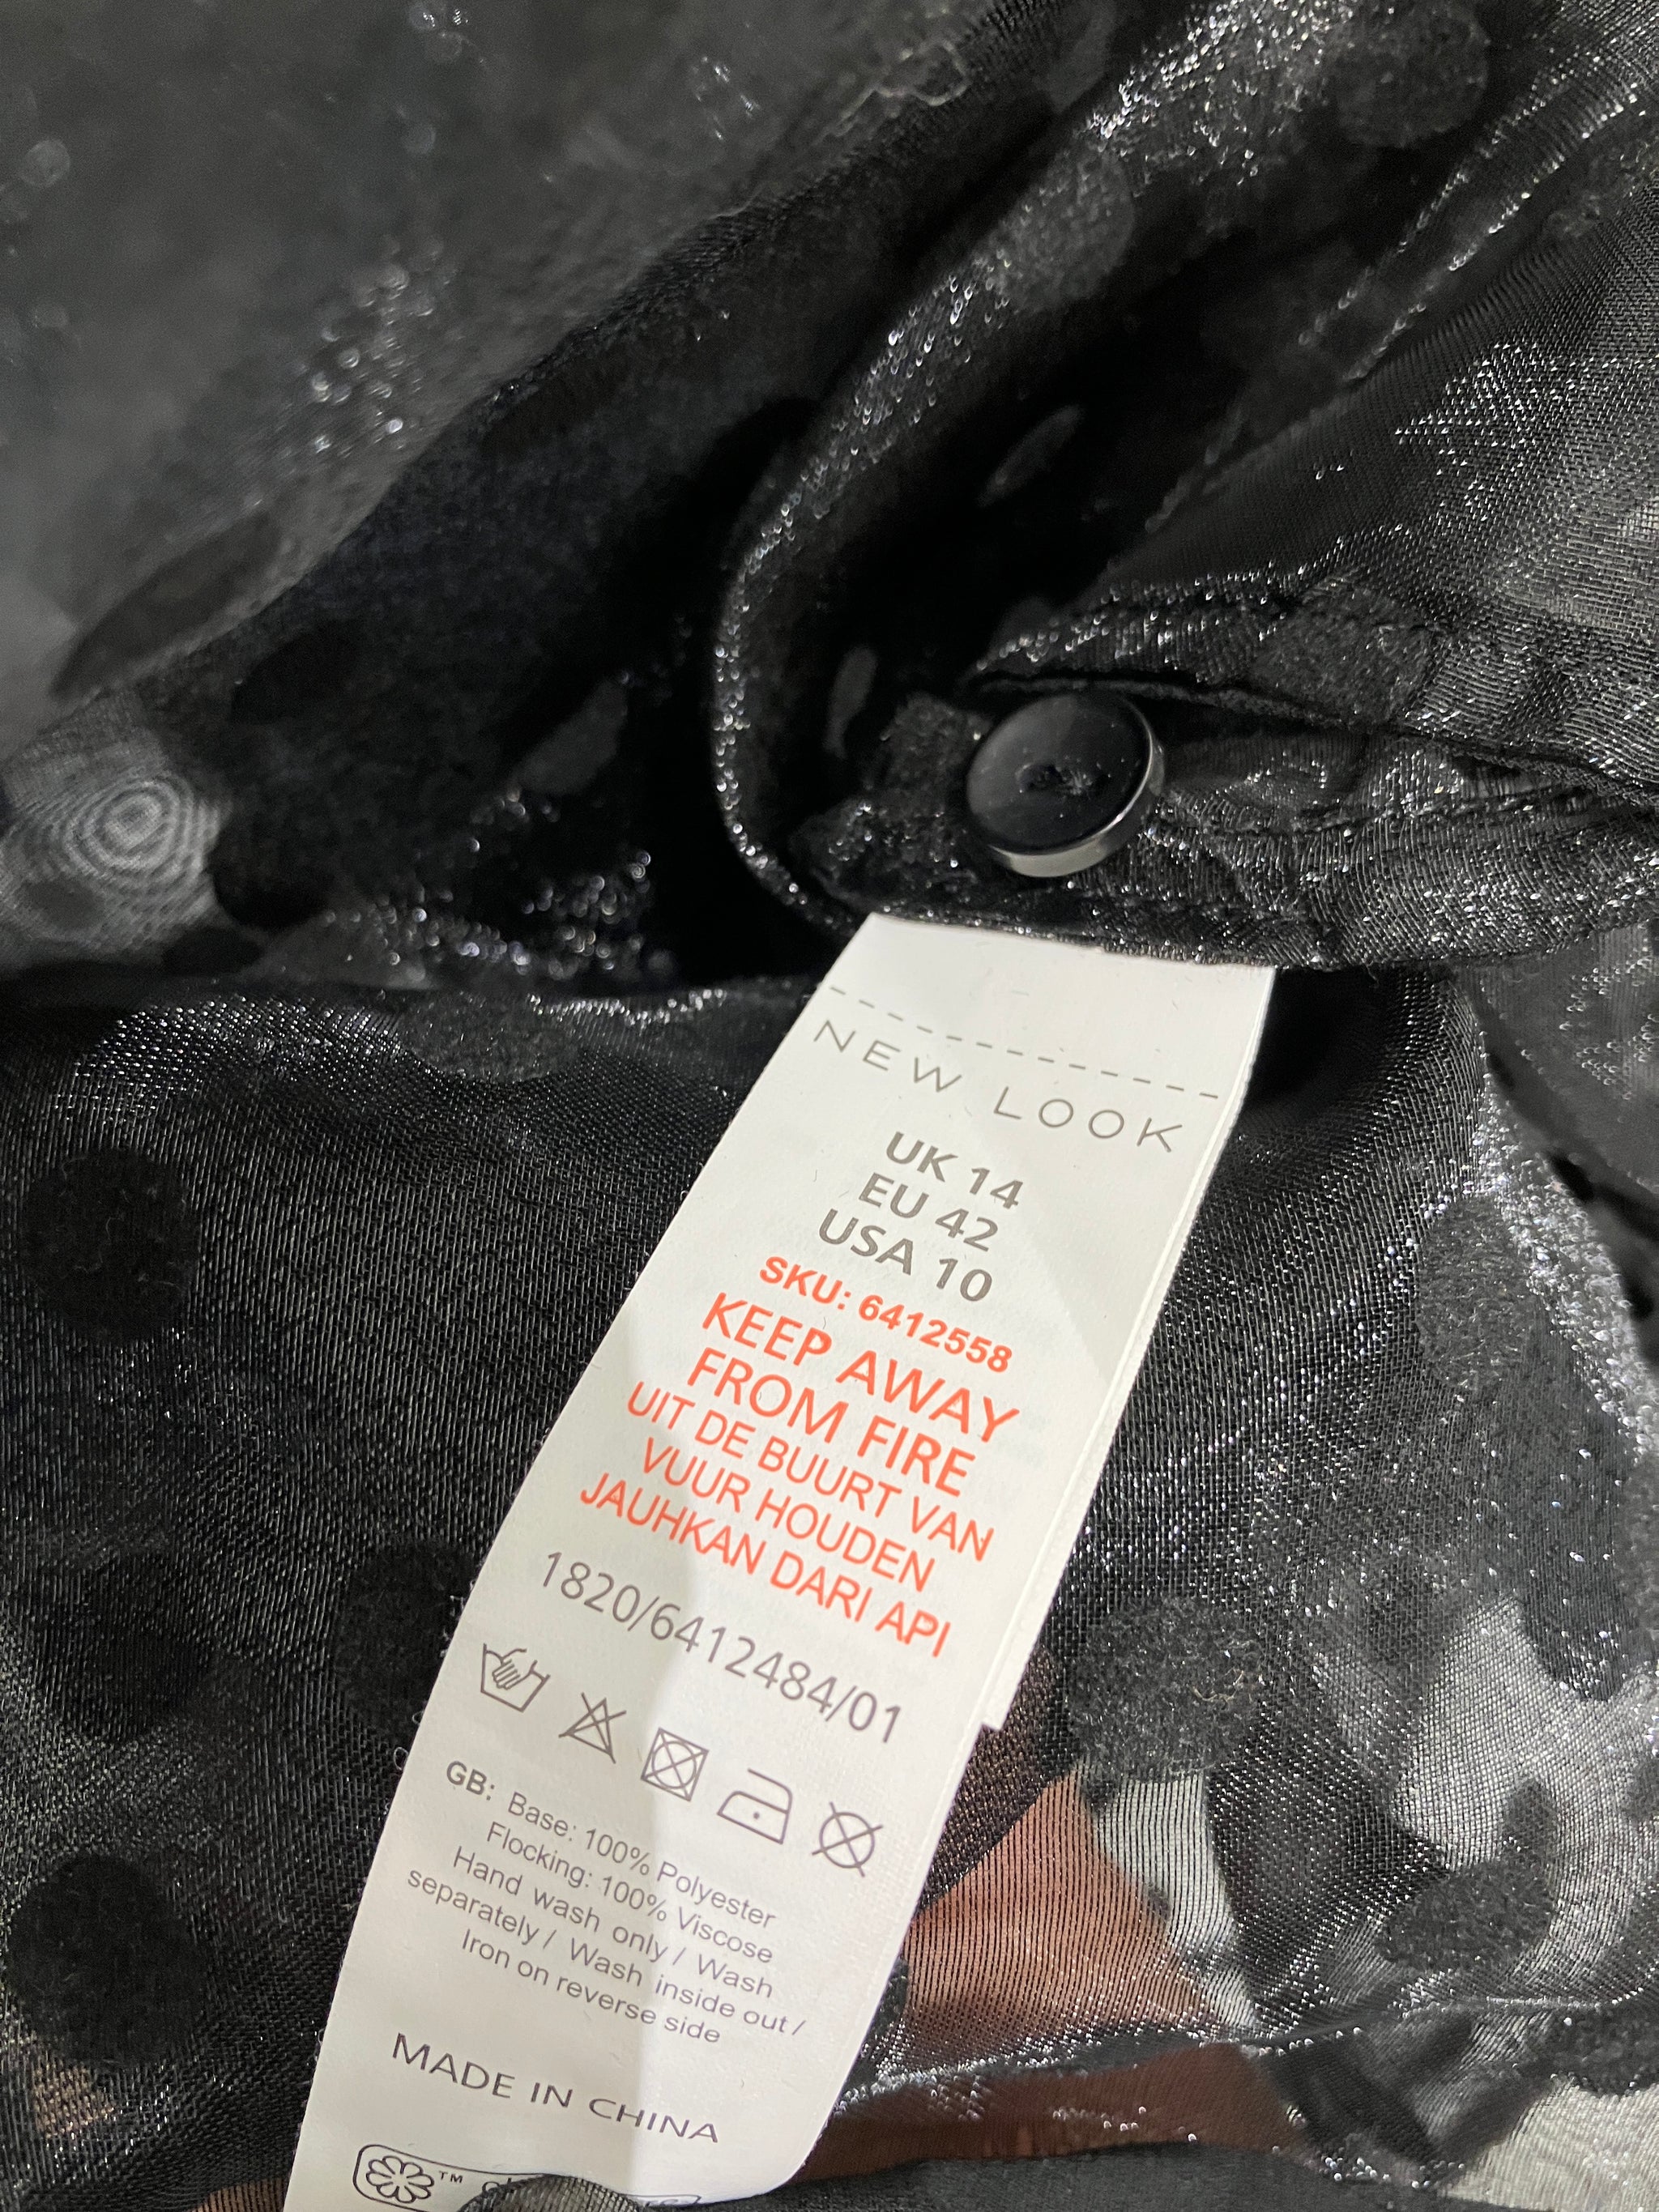 NEW LOOK
UK 14
EU 42
USA 10
SKU: 6412558
KEEP AWAY
FROM FIRE
UIT DE BUURT VAN
VUUR HOUDEN
JAUHKAN DARI API
1820/6412484/01
GB: Base: 100% Polyester
Flocking: 100% Viscose
Hand wash only / Wash
separately / Wash inside out /
Iron on reverse side
MADE IN CHINA
TM